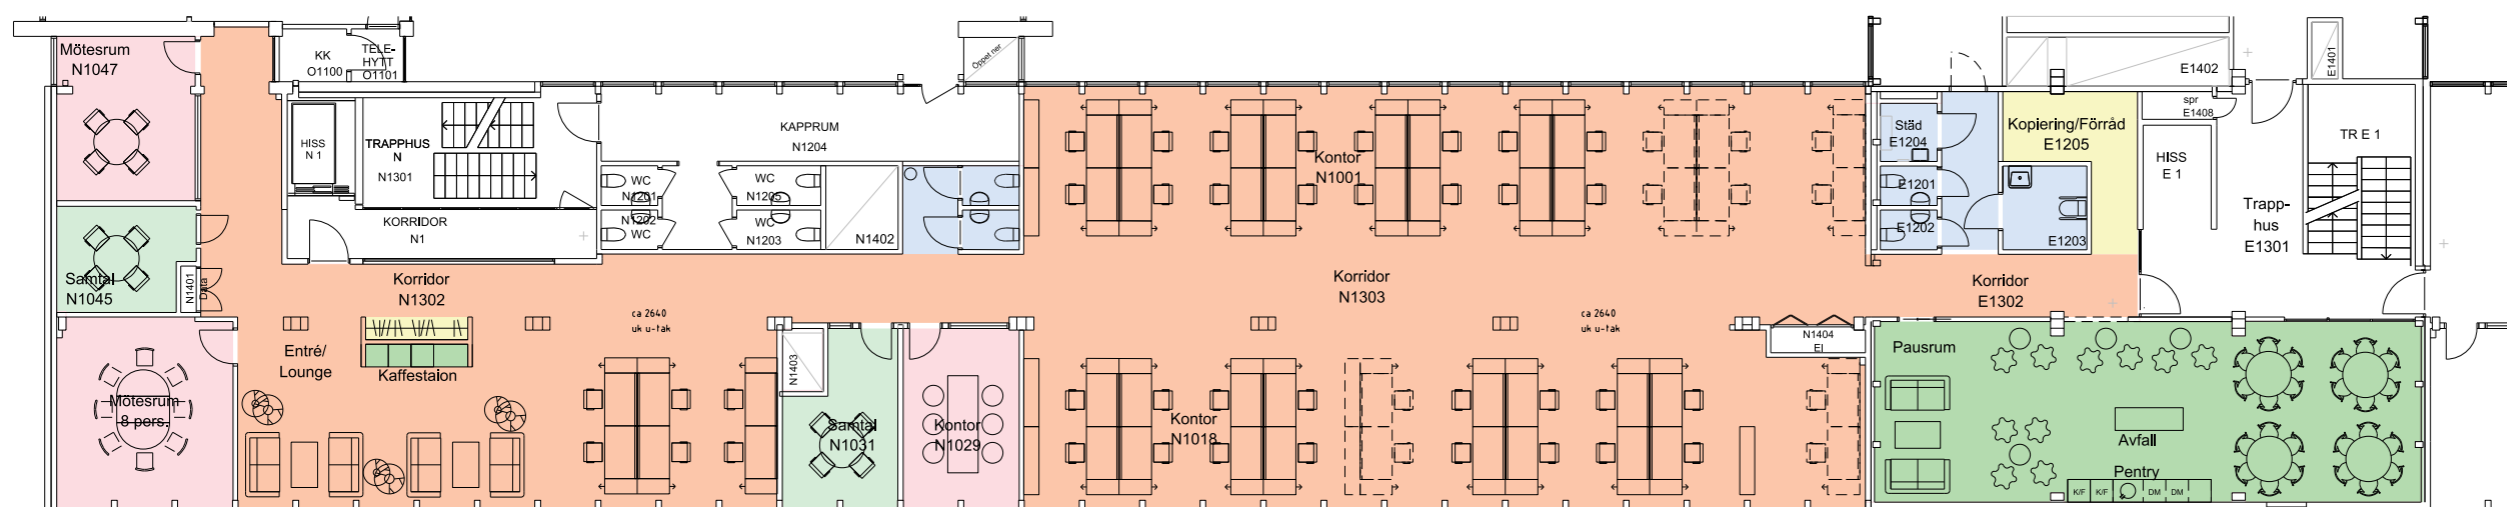 Mötesrum
N1047
KK
O1100
TELE-
HYTT
O1101
Öppet ner
E1402
E1401
HISS
N 1
TRAPPHUS
N
N1301
KAPPRUM
N1204
WC
N1201
N1202
WC
WC
N1205
WC
N1203
N1402
KORRIDOR
N1
Kontor
N1001
Städ
E1204
E1201
E1202
Kopiering/Förråd
E1205
E1203
spr
E1408
HISS
E 1
TR E 1
Trapp-
hus
E1301
Samtal
N1045
N1401
Data
Korridor
N1302
Korridor
N1303
Korridor
E1302
ca 2640
uk u-tak
ca 2640
uk u-tak
Entré/
Lounge
Kaffestaion
Mötesrum
8 pers.
N1403
Samtal
N1031
Kontor
N1029
Kontor
N1018
N1404
El
Pausrum
Avfall
Pentry
K/F
K/F
DM
DM